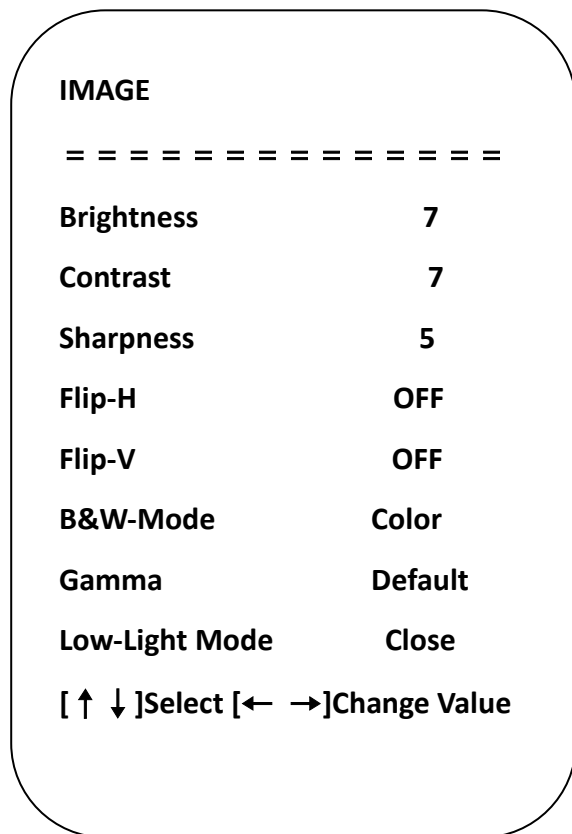 IMAGE
= = = = = = = = = = = = = =
Brightness 7
Contrast 7
Sharpness 5
Flip-H OFF
Flip-V OFF
B&W-Mode Color
Gamma Default
Low-Light Mode Close
[↑ ↓]Select [← →]Change Value